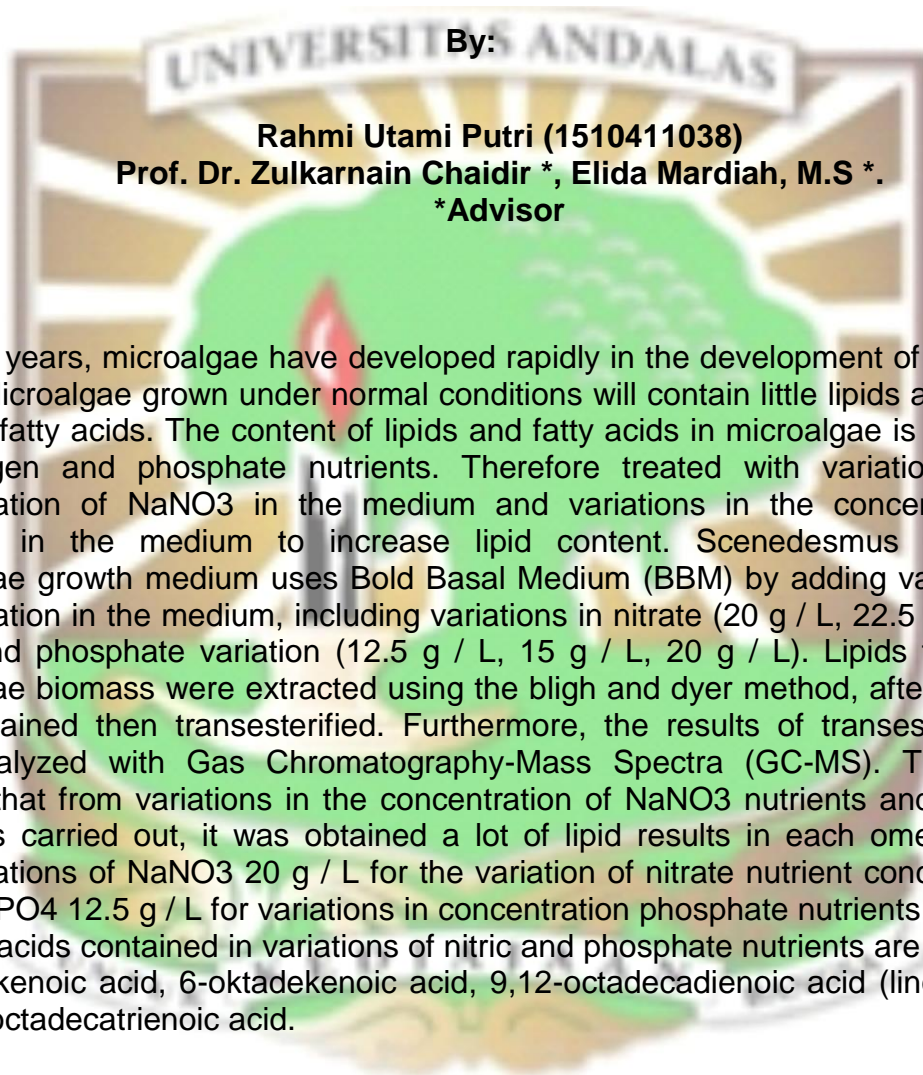 UNIVERSITAS ANDALAS
By:
Rahmi Utami Putri (1510411038)
Prof. Dr. Zulkarnain Chaidir *, Elida Mardiah, M.S *.
*Advisor
years, microalgae have developed rapidly in the development of
icroalgae grown under normal conditions will contain little lipids a
fatty acids. The content of lipids and fatty acids in microalgae is
gen and phosphate nutrients. Therefore treated with variatio
ation of NaNO3 in the medium and variations in the concer
in the medium to increase lipid content. Scenedesmus
ae growth medium uses Bold Basal Medium (BBM) by adding va
ation in the medium, including variations in nitrate (20 g / L, 22.5
nd phosphate variation (12.5 g / L, 15 g / L, 20 g / L). Lipids
ae biomass were extracted using the bligh and dyer method, afte
ained then transesterified. Furthermore, the results of transes
alyzed with Gas Chromatography-Mass Spectra (GC-MS). T
that from variations in the concentration of NaNO3 nutrients and
s carried out, it was obtained a lot of lipid results in each ome
ations of NaNO3 20 g / L for the variation of nitrate nutrient conc
PO4 12.5 g / L for variations in concentration phosphate nutrients
acids contained in variations of nitric and phosphate nutrients are
kenoic acid, 6-oktadekenoic acid, 9,12-octadecadienoic acid (lin
octadecatrienoic acid.